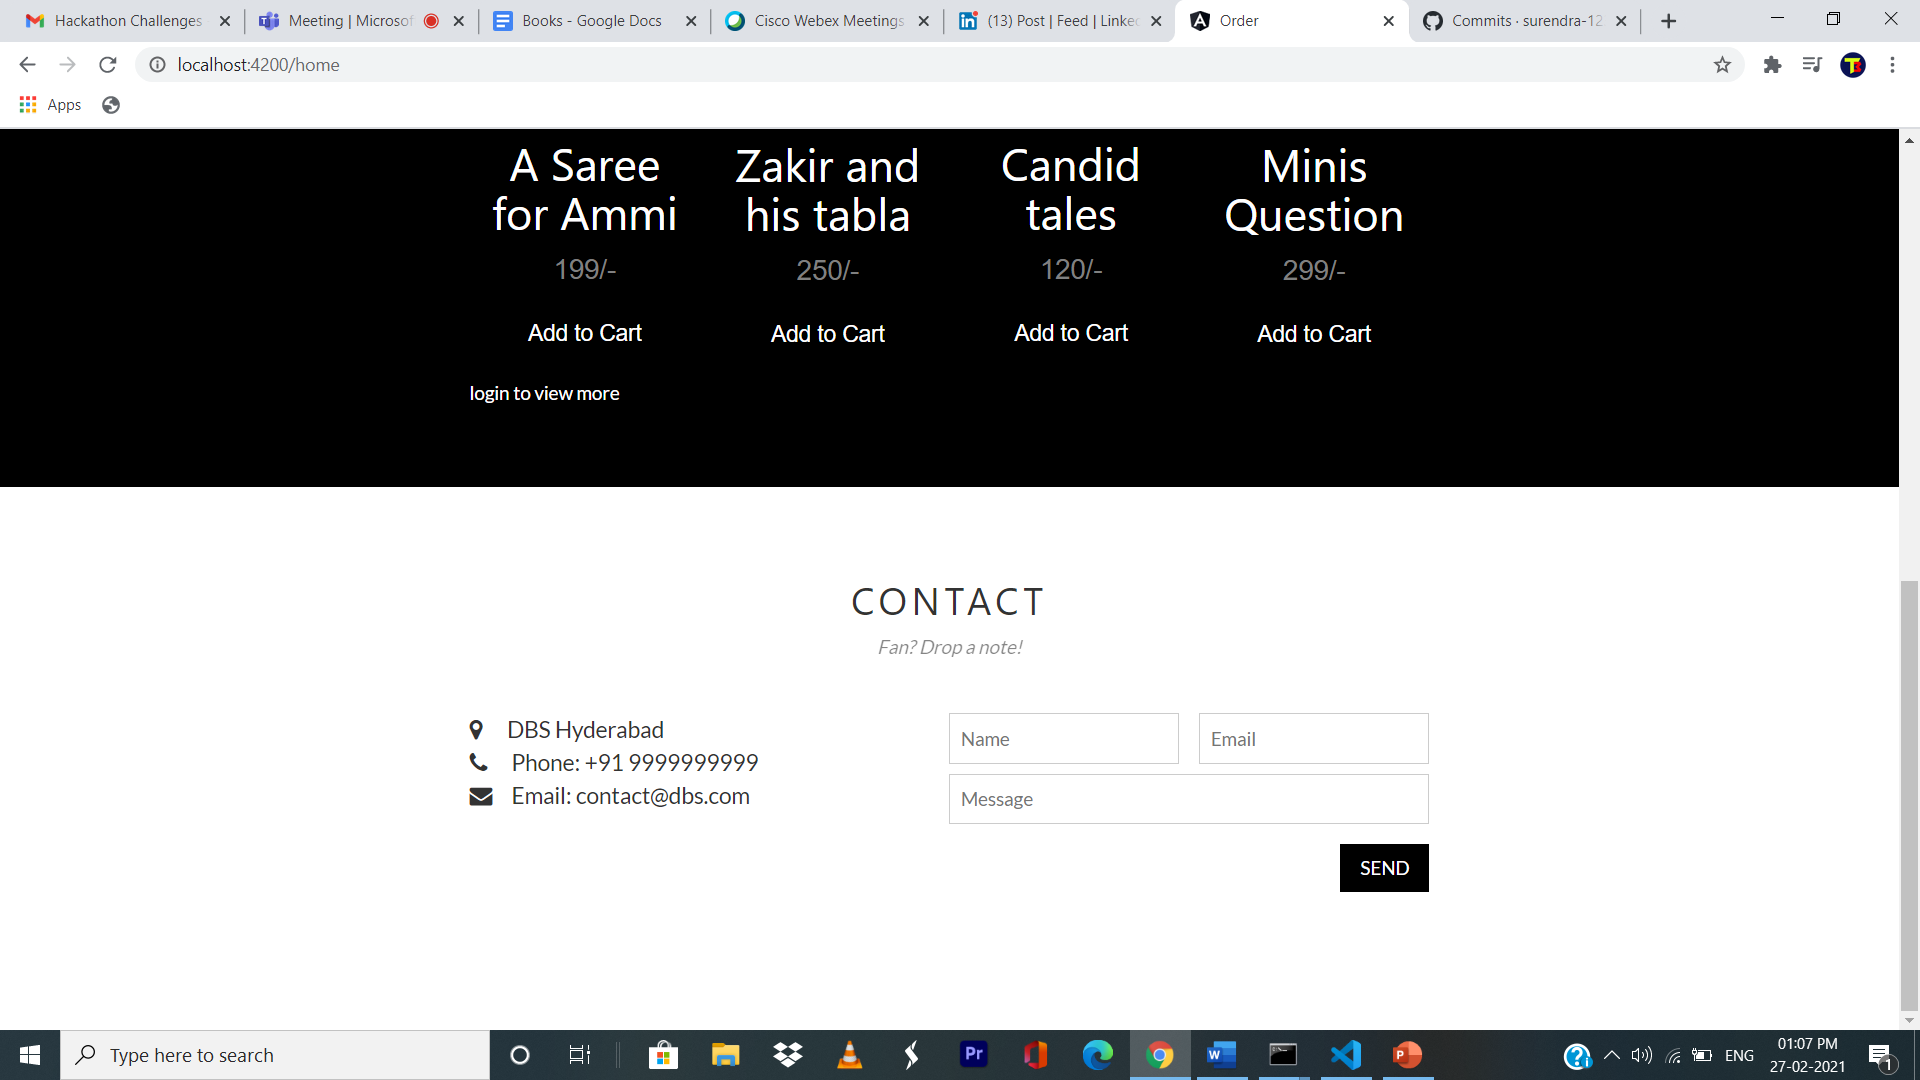 Hackathon Challenges
Meeting | Microsof
Books - Google Docs
Cisco Webex Meetings
(13) Post | Feed | Linke
Order
Commits · surendra-12
localhost:4200/home
Apps
A Saree
for Ammi
199/-
Add to Cart
Zakir and
his tabla
250/-
Add to Cart
Candid
tales
120/-
Add to Cart
Minis
Question
299/-
Add to Cart
login to view more
CONTACT
Fan? Drop a note!
DBS Hyderabad
Phone: +91 9999999999
Email: contact@dbs.com
Name
Email
Message
SEND
Type here to search
Pr
ENG
01:07 PM
27-02-2021
1